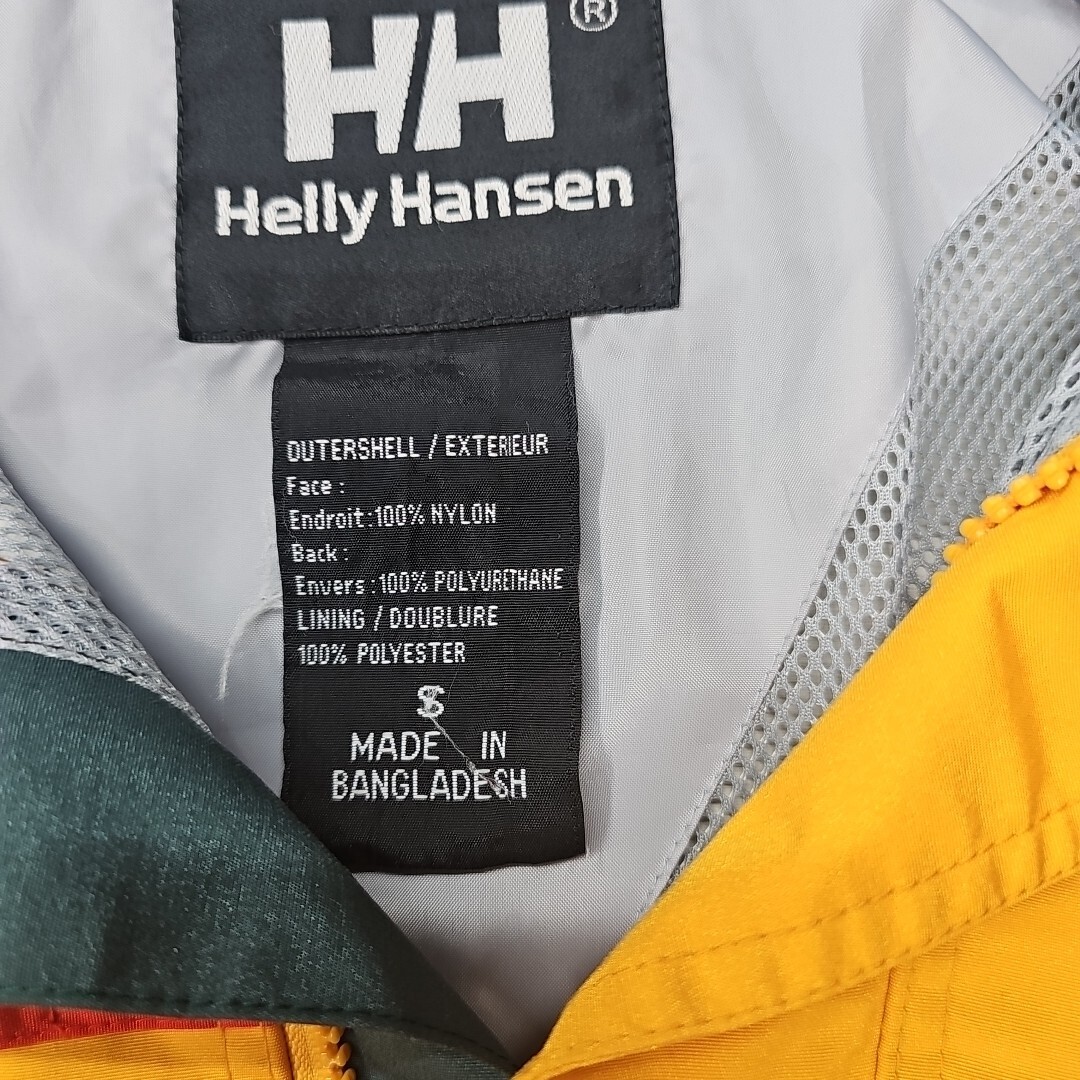 HH ®
Helly Hansen
OUTERSHELL / EXTERIEUR
Face :
Endroit : 100% NYLON
Back :
Envers : 100% POLYURETHANE
LINING / DOUBLURE
100% POLYESTER
S
MADE IN
BANGLADESH